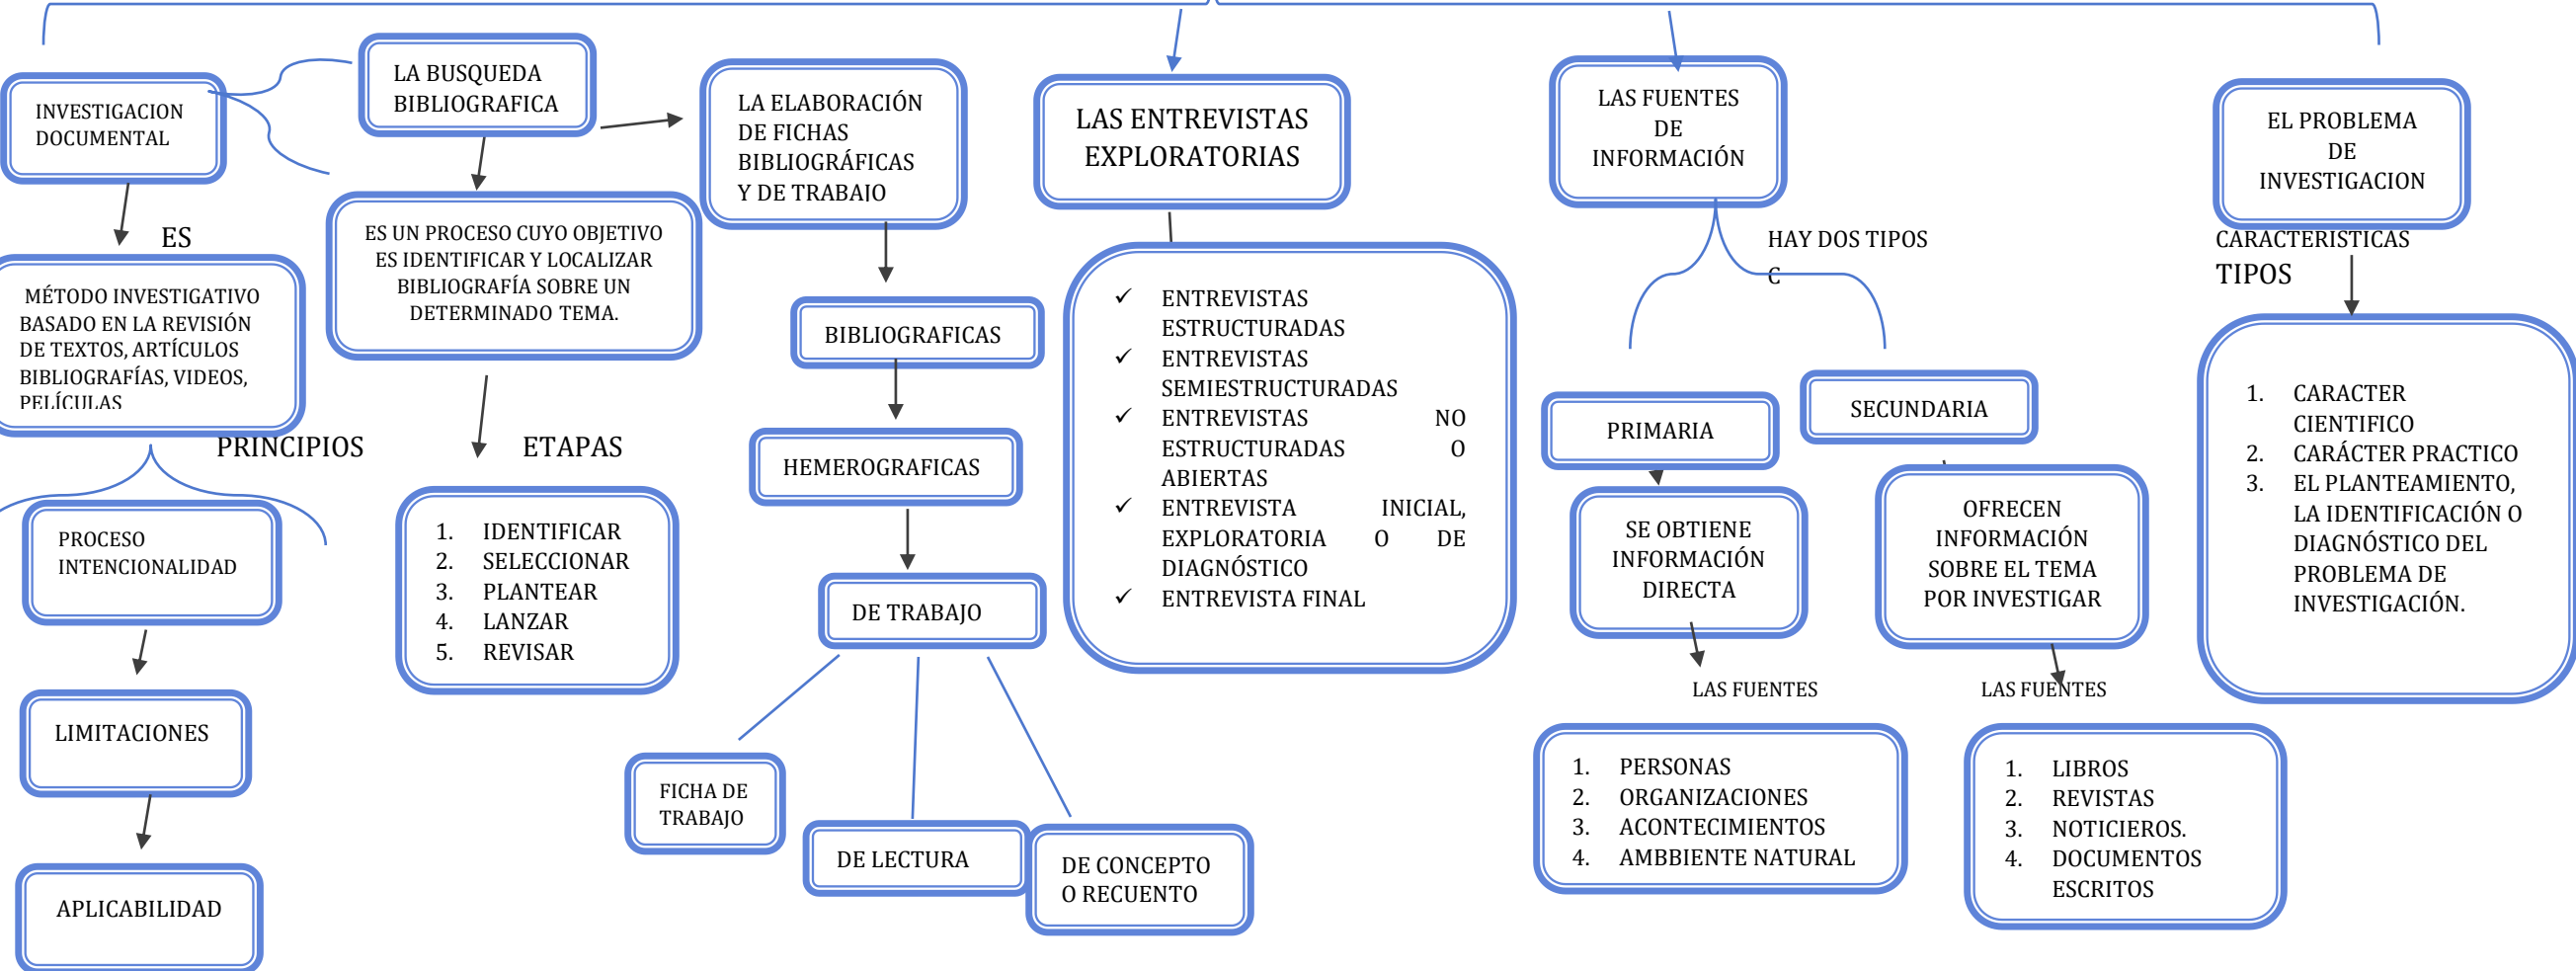 INVESTIGACION
DOCUMENTAL
ES
MÉTODO INVESTIGATIVO
BASADO EN LA REVISIÓN
DE TEXTOS, ARTÍCULOS
BIBLIOGRAFÍAS, VIDEOS,
PELÍCULAS
PRINCIPIOS
PROCESO
INTENCIONALIDAD
LIMITACIONES
APLICABILIDAD
LA BUSQUEDA
BIBLIOGRAFICA
ES UN PROCESO CUYO OBJETIVO
ES IDENTIFICAR Y LOCALIZAR
BIBLIOGRAFÍA SOBRE UN
DETERMINADO TEMA.
ETAPAS
1. IDENTIFICAR
2. SELECCIONAR
3. PLANTEAR
4. LANZAR
5. REVISAR
LA ELABORACIÓN
DE FICHAS
BIBLIOGRÁFICAS
Y DE TRABAJO
BIBLIOGRAFICAS
HEMEROGRAFICAS
DE TRABAJO
FICHA DE
TRABAJO
DE LECTURA
DE CONCEPTO
O RECUENTO
LAS ENTREVISTAS
EXPLORATORIAS
✓ ENTREVISTAS
ESTRUCTURADAS
✓ ENTREVISTAS
SEMIESTRUCTURADAS
✓ ENTREVISTAS NO
ESTRUCTURADAS O
ABIERTAS
✓ ENTREVISTA INICIAL,
EXPLORATORIA O DE
DIAGNÓSTICO
✓ ENTREVISTA FINAL
LAS FUENTES
DE
INFORMACIÓN
HAY DOS TIPOS
C
PRIMARIA
SE OBTIENE
INFORMACIÓN
DIRECTA
LAS FUENTES
1. PERSONAS
2. ORGANIZACIONES
3. ACONTECIMIENTOS
4. AMBBIENTE NATURAL
SECUNDARIA
OFRECEN
INFORMACIÓN
SOBRE EL TEMA
POR INVESTIGAR
LAS FUENTES
1. LIBROS
2. REVISTAS
3. NOTICIEROS.
4. DOCUMENTOS
ESCRITOS
EL PROBLEMA
DE
INVESTIGACION
CARACTERISTICAS
TIPOS
1. CARACTER
CIENTIFICO
2. CARÁCTER PRACTICO
3. EL PLANTEAMIENTO,
LA IDENTIFICACIÓN O
DIAGNÓSTICO DEL
PROBLEMA DE
INVESTIGACIÓN.